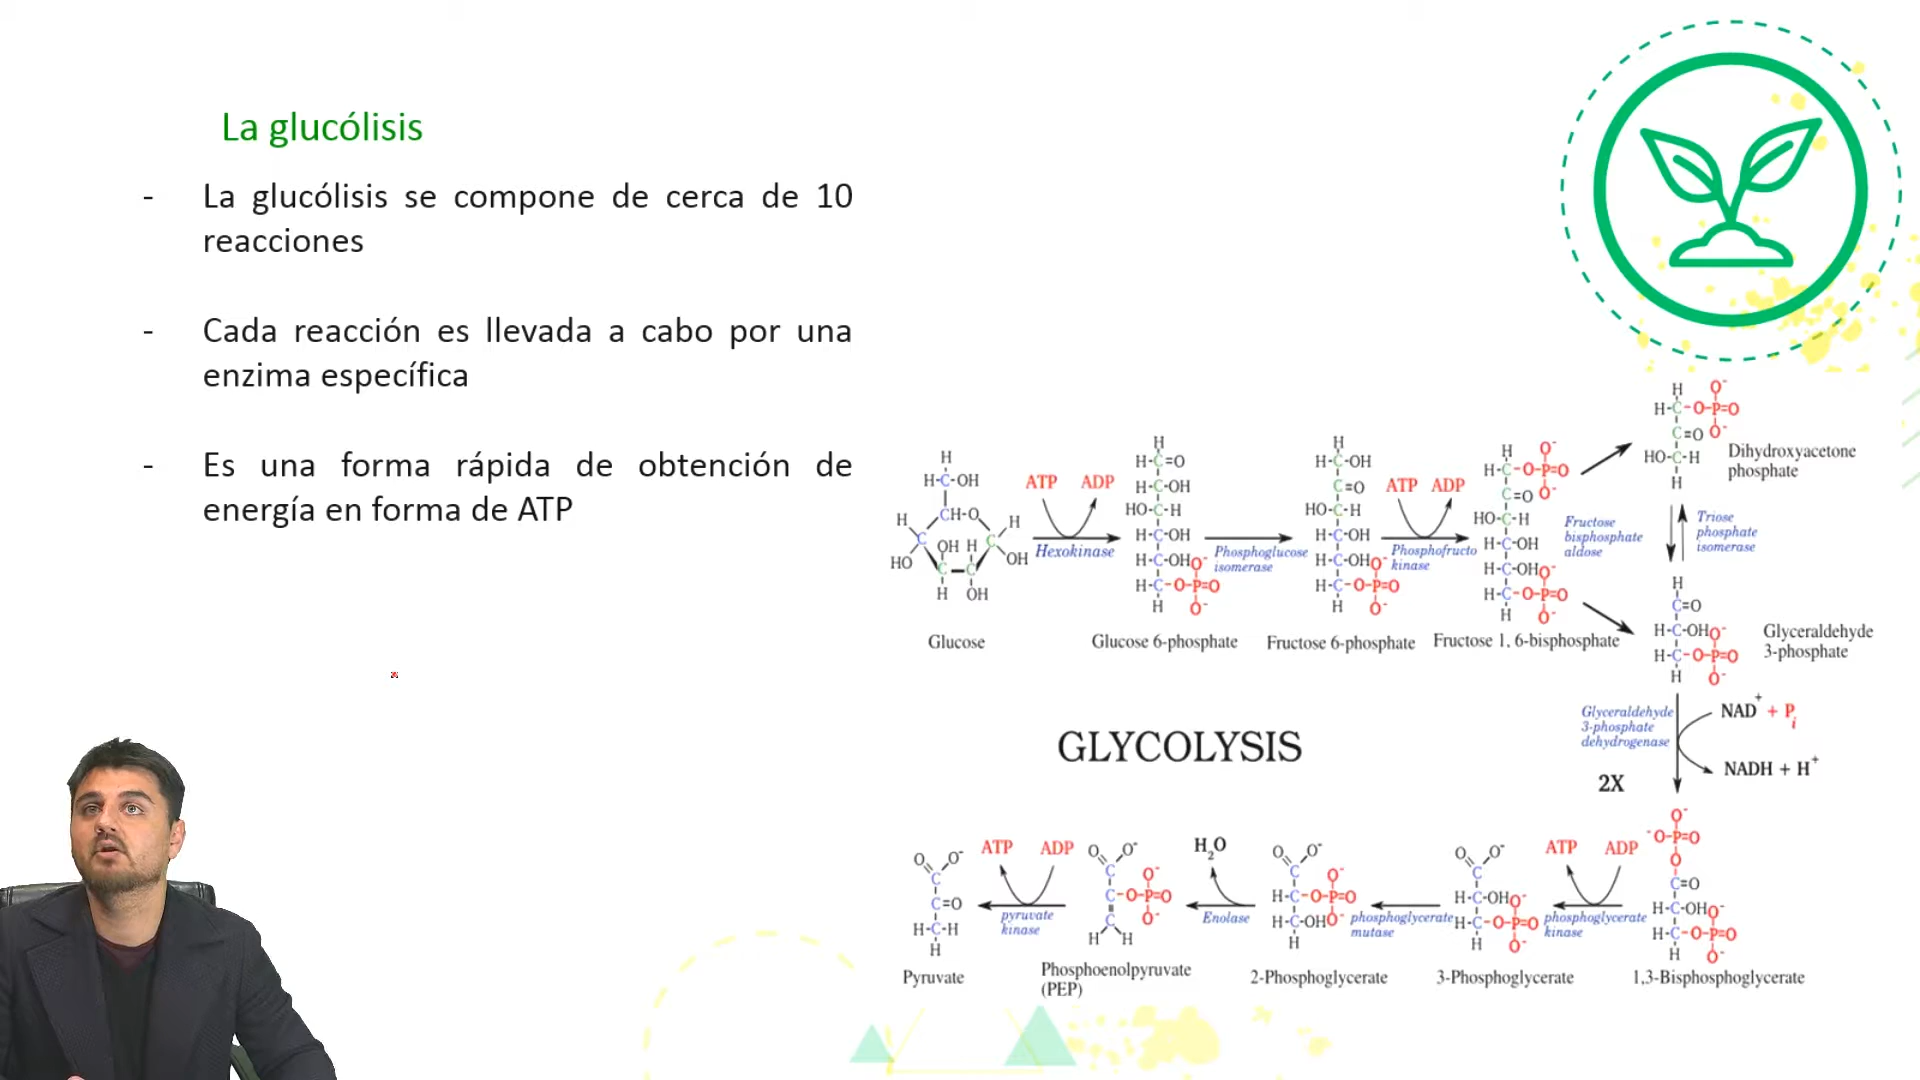 La glucólisis
- La glucólisis se compone de cerca de 10
reacciones
- Cada reacción es llevada a cabo por una
enzima específica
- Es una forma rápida de obtención de
energía en forma de ATP
ATP ADP
Hexokinase
Phosphoglucose
isomerase
ATP ADP
Phosphofructo
kinase
Fructose
bisphosphate
aldose
Dihydroxyacetone
phosphate
Triose
phosphate
isomerase
Glucose
Glucose 6-phosphate
Fructose 6-phosphate
Fructose 1, 6-bisphosphate
Glyceraldehyde
3-phosphate
Glyceraldehyde
3-phosphate
dehydrogenase
NAD+ + Pi
NADH + H+
2X
GLYCOLYSIS
ATP ADP
pyruvate
kinase
H2O
Enolase
phosphoglycerate
mutase
ATP ADP
phosphoglycerate
kinase
Pyruvate
Phosphoenolpyruvate
(PEP)
2-Phosphoglycerate
3-Phosphoglycerate
1,3-Bisphosphoglycerate